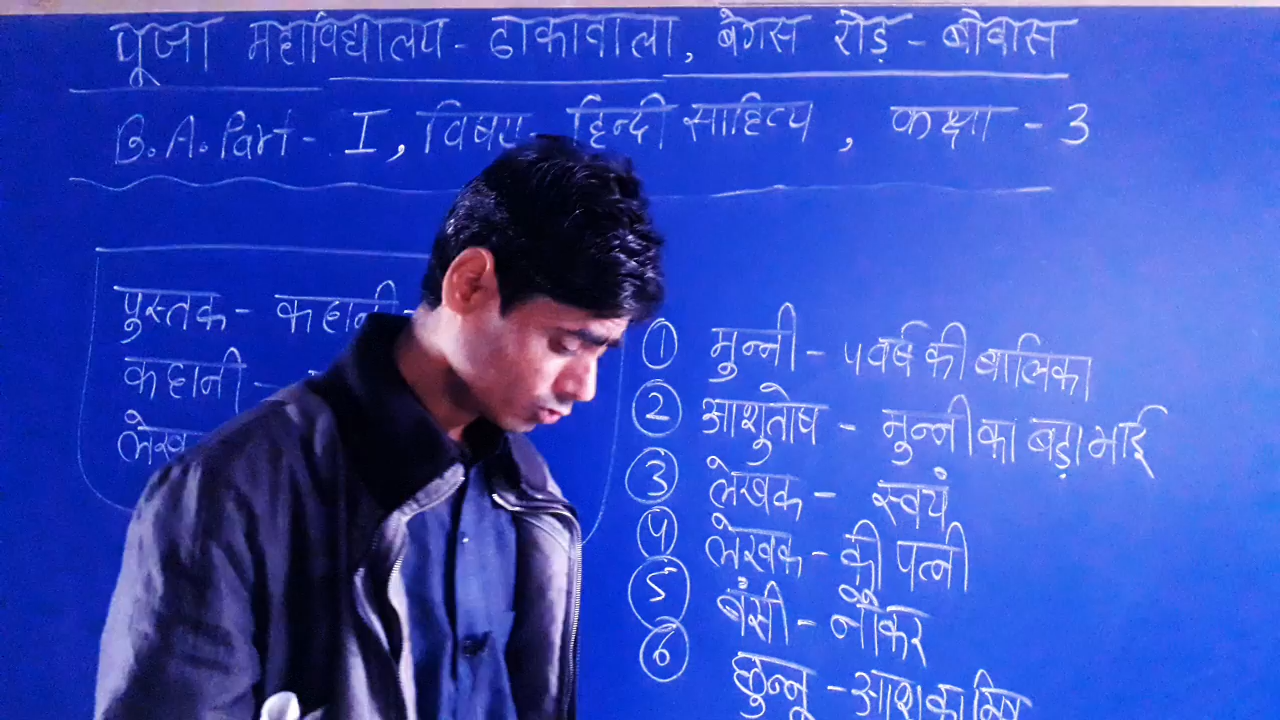 पूजा महाविद्यालय - ढाकावाला, बेगस रोड़ - बोबास
B.A. Part - I, विषय - हिन्दी साहित्य, कक्षा - 3
पुस्तक - कहानी -
कहानी -
लेख
① मुन्नी - 5 वर्ष की बालिका
② आशुतोष - मुन्नी का बड़ा भाई
③ लेखक - स्वयं
④ लेखक - की पत्नी
⑤ बंसी - नौकर
⑥ छुन्नू - आशु का मित्र